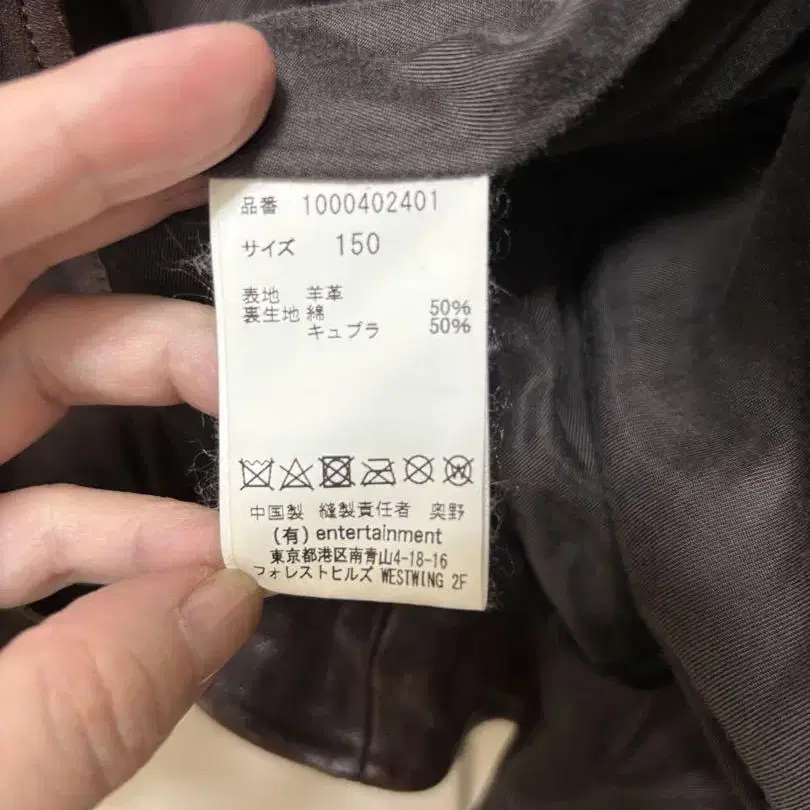 品番 1000402401
サイズ 150
表地 羊革
裏生地 綿 50%
キュプラ 50%
中国製 縫製責任者 奥野
(有) entertainment
東京都港区南青山4-18-16
フォレストヒルズ WESTWING 2F